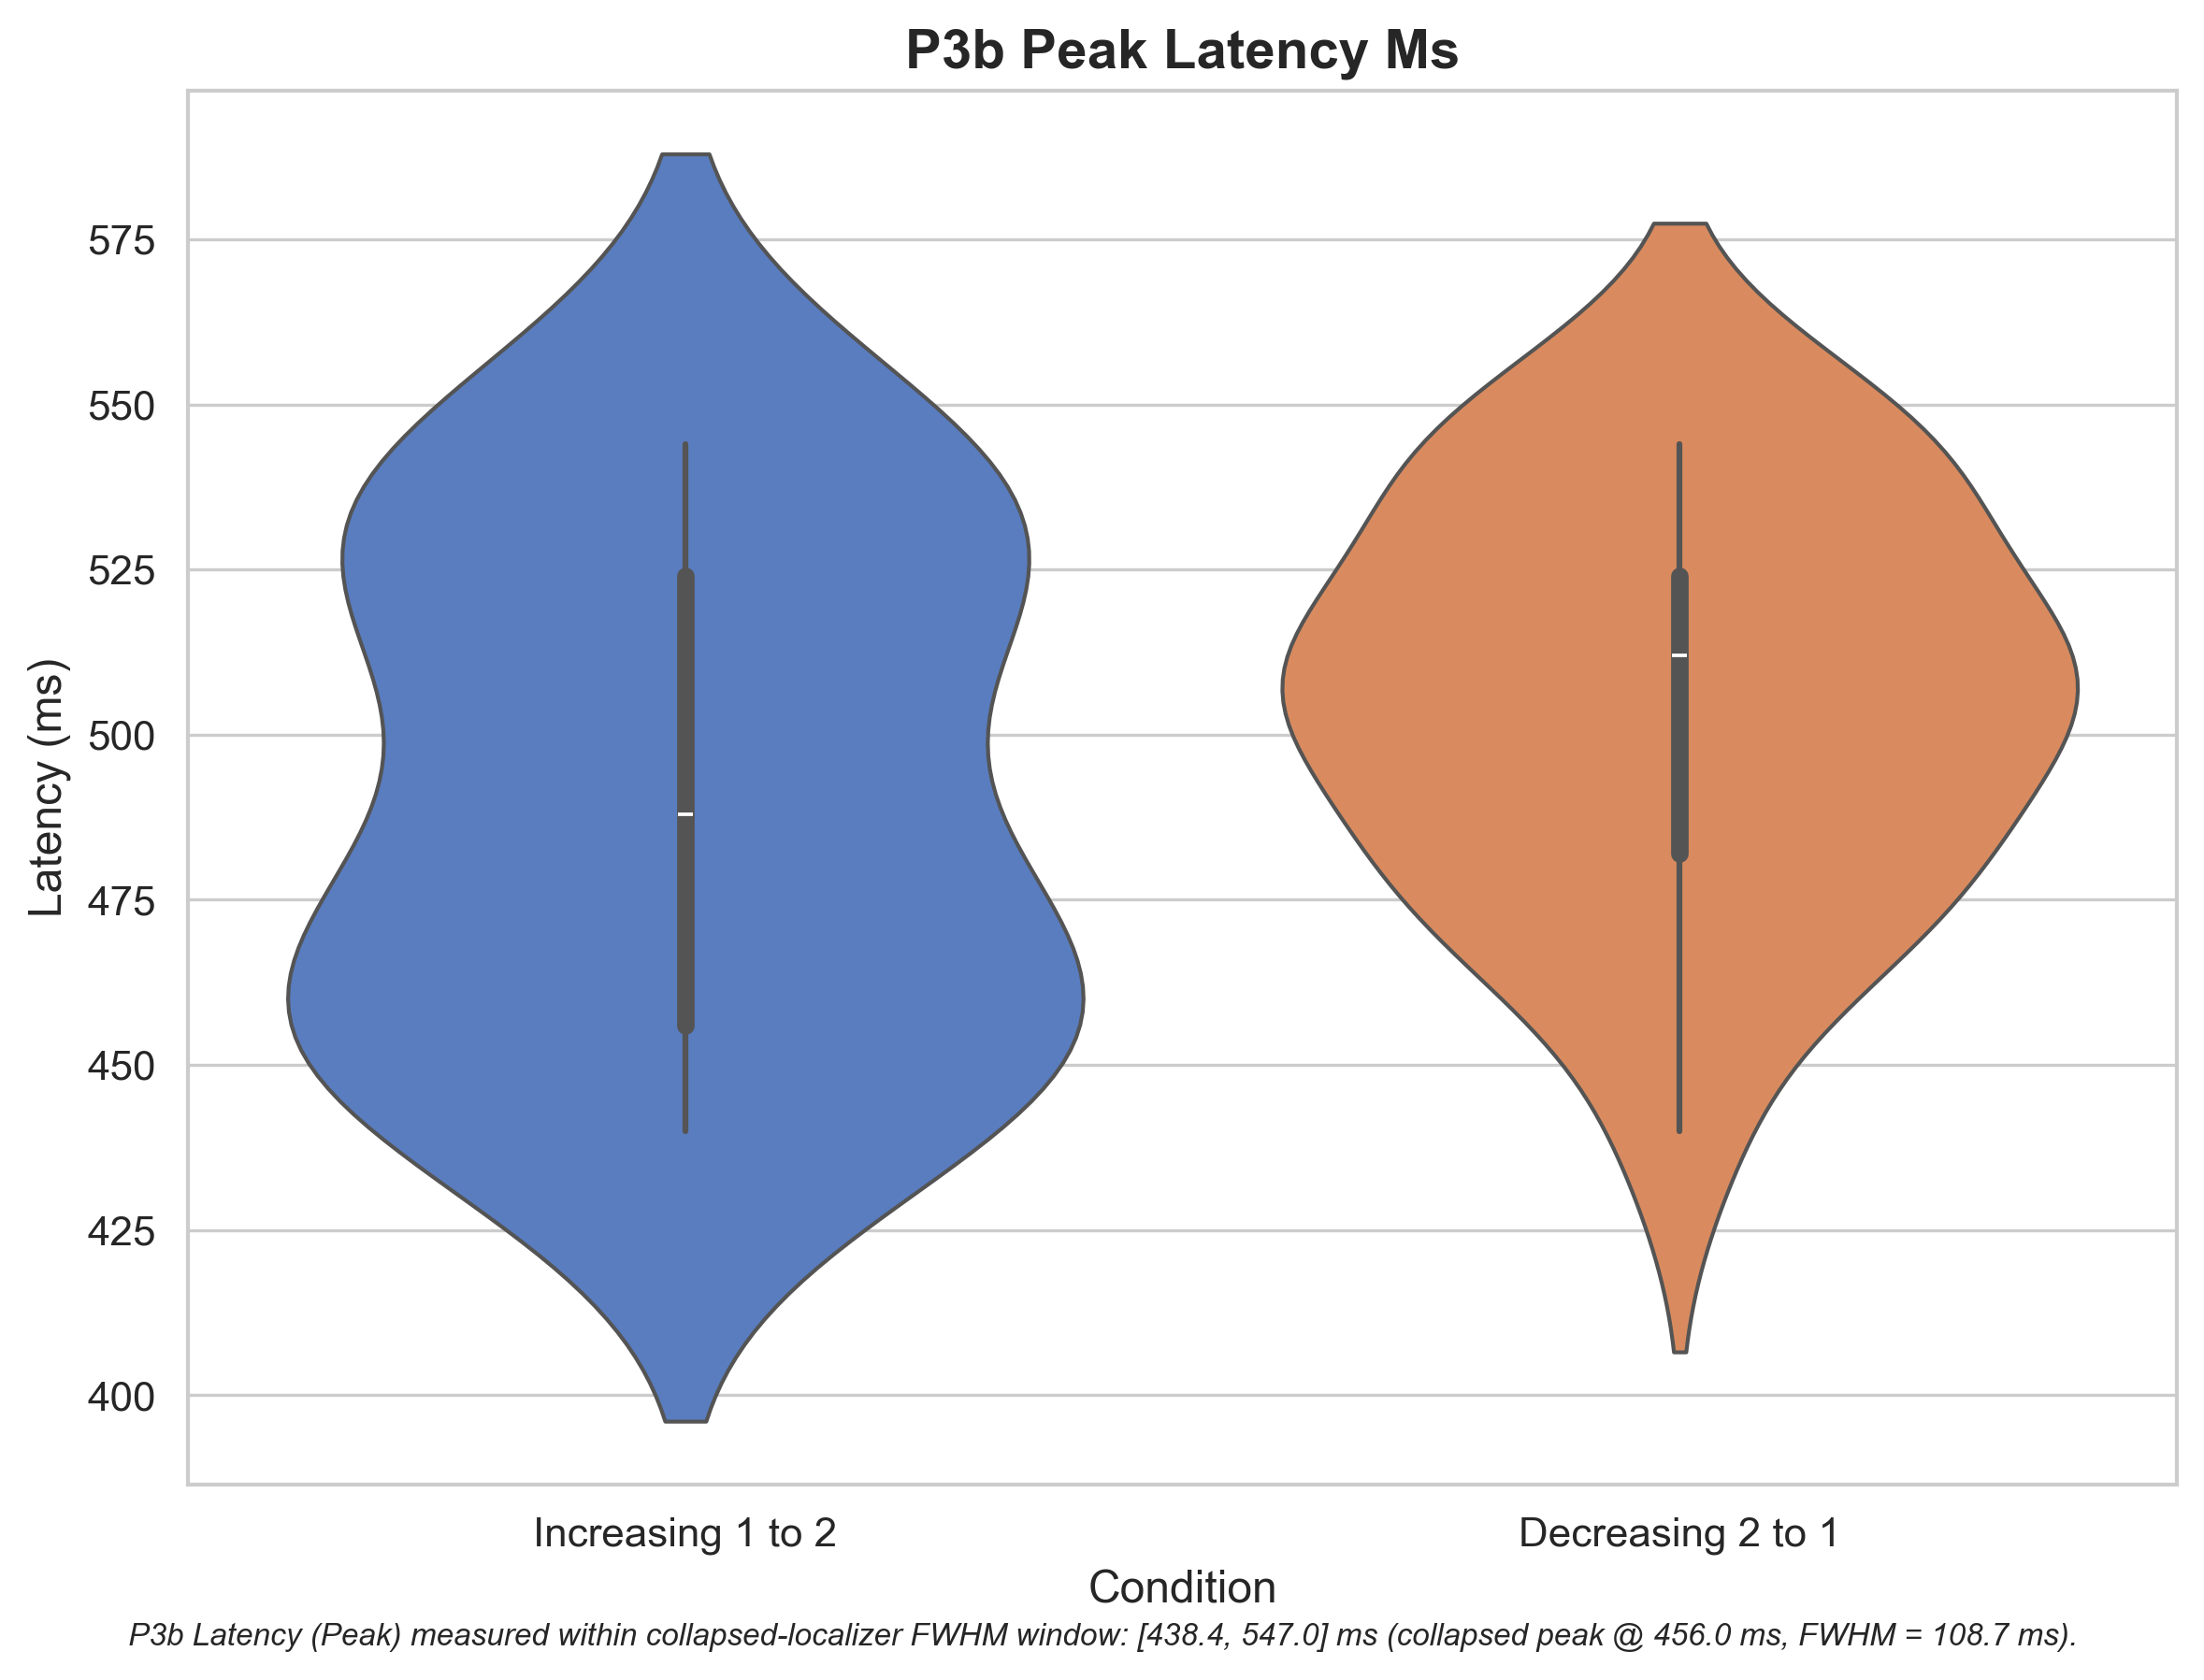 P3b Peak Latency Ms
Latency (ms)
575
550
525
500
475
450
425
400
Increasing 1 to 2
Decreasing 2 to 1
Condition
P3b Latency (Peak) measured within collapsed-localizer FWHM window: [438.4, 547.0] ms (collapsed peak @ 456.0 ms, FWHM = 108.7 ms).